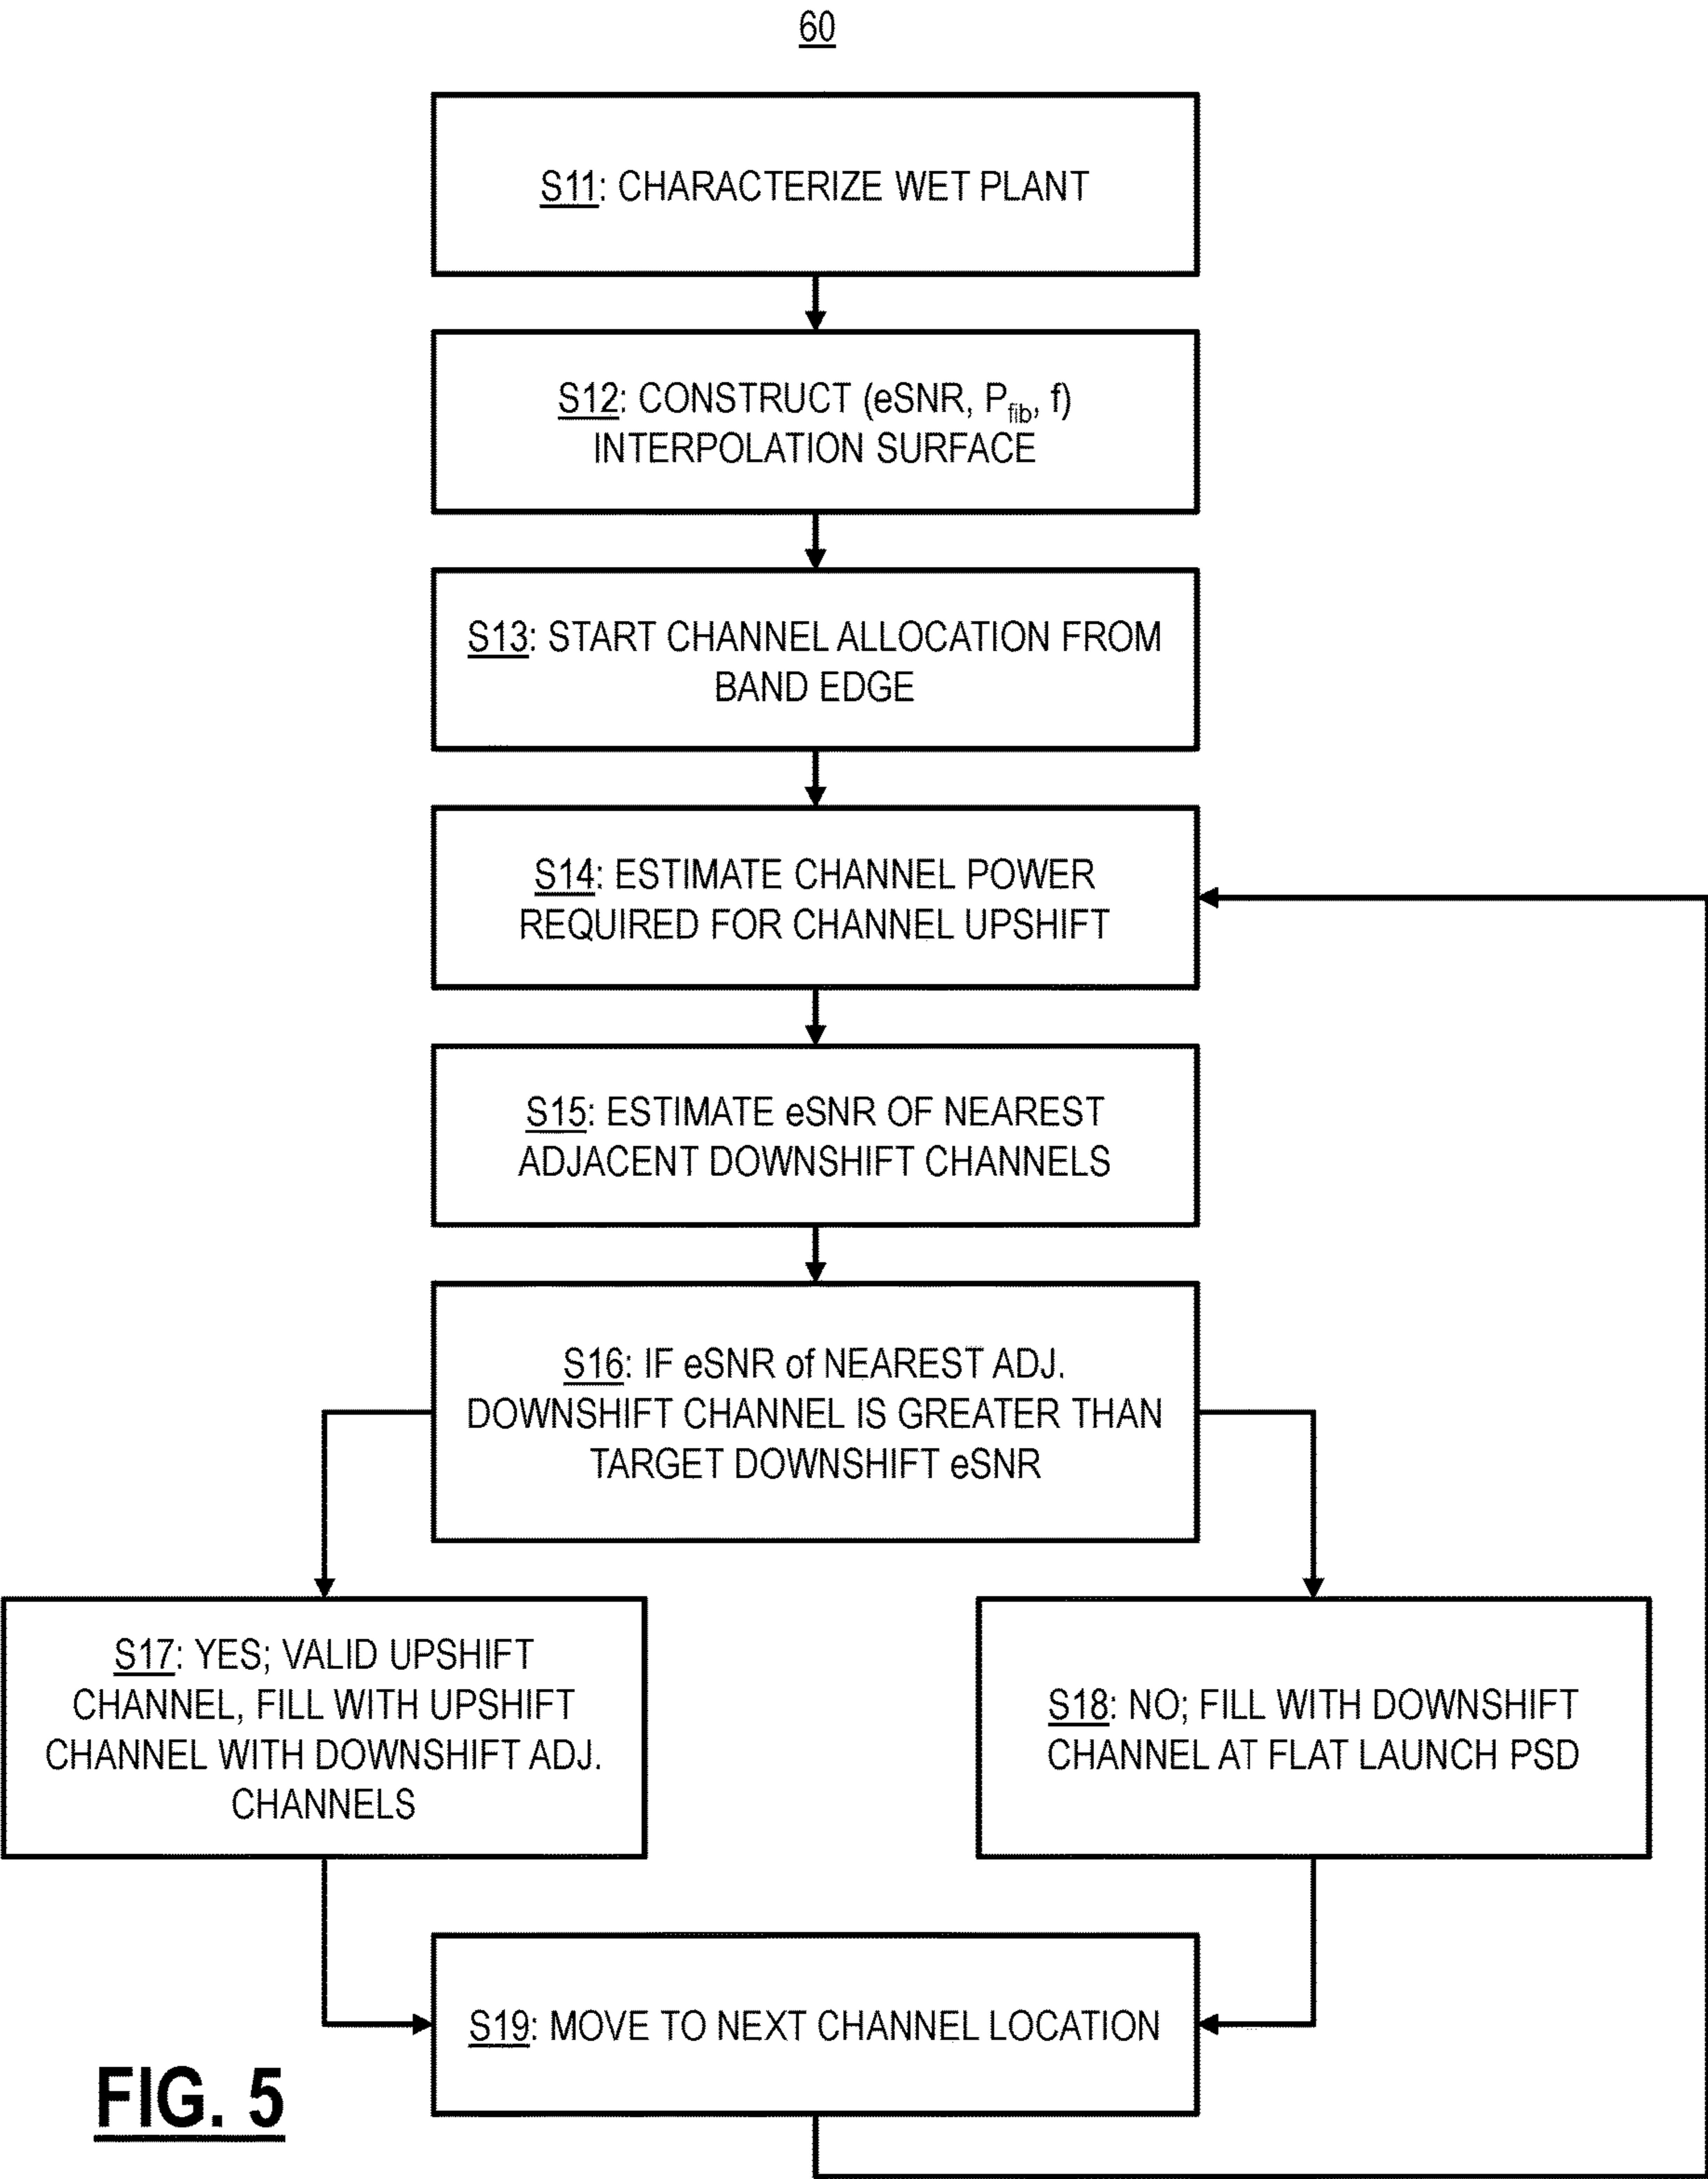 60
S11: CHARACTERIZE WET PLANT
S12: CONSTRUCT (eSNR, Pfib, f)
INTERPOLATION SURFACE
S13: START CHANNEL ALLOCATION FROM
BAND EDGE
S14: ESTIMATE CHANNEL POWER
REQUIRED FOR CHANNEL UPSHIFT
S15: ESTIMATE eSNR OF NEAREST
ADJACENT DOWNSHIFT CHANNELS
S16: IF eSNR of NEAREST ADJ.
DOWNSHIFT CHANNEL IS GREATER THAN
TARGET DOWNSHIFT eSNR
S17: YES; VALID UPSHIFT
CHANNEL, FILL WITH UPSHIFT
CHANNEL WITH DOWNSHIFT ADJ.
CHANNELS
S18: NO; FILL WITH DOWNSHIFT
CHANNEL AT FLAT LAUNCH PSD
S19: MOVE TO NEXT CHANNEL LOCATION
FIG. 5